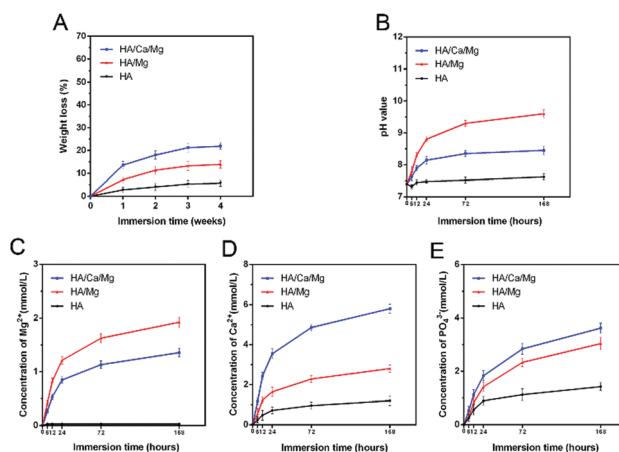 A
HA/Ca/Mg
HA/Mg
HA
Weight loss (%)
70
60
50
40
30
20
10
0
0 1 2 3 4
Immersion time (weeks)
B
HA/Ca/Mg
HA/Mg
HA
pH value
12
11
10
9
8
7
0 6 12 24 72 168
Immersion time (hours)
C
HA/Ca/Mg
HA/Mg
HA
Concentration of Mg²⁺(mmol/L)
3
2
1
0
0 6 12 24 72 168
Immersion time (hours)
D
HA/Ca/Mg
HA/Mg
HA
Concentration of Ca²⁺(mmol/L)
8
6
4
2
0
0 6 12 24 72 168
Immersion time (hours)
E
HA/Ca/Mg
HA/Mg
HA
Concentration of PO₄³⁻(mmol/L)
6
4
2
0
0 6 12 24 72 168
Immersion time (hours)